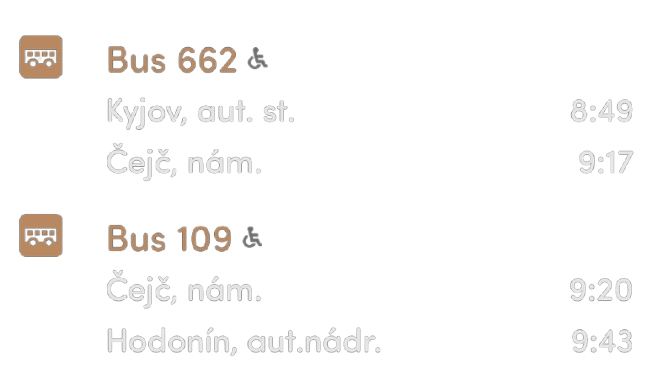 Bus 662
Kyjov, aut. st. 8:49
Čejč, nám. 9:17
Bus 109
Čejč, nám. 9:20
Hodonín, aut.nádr. 9:43